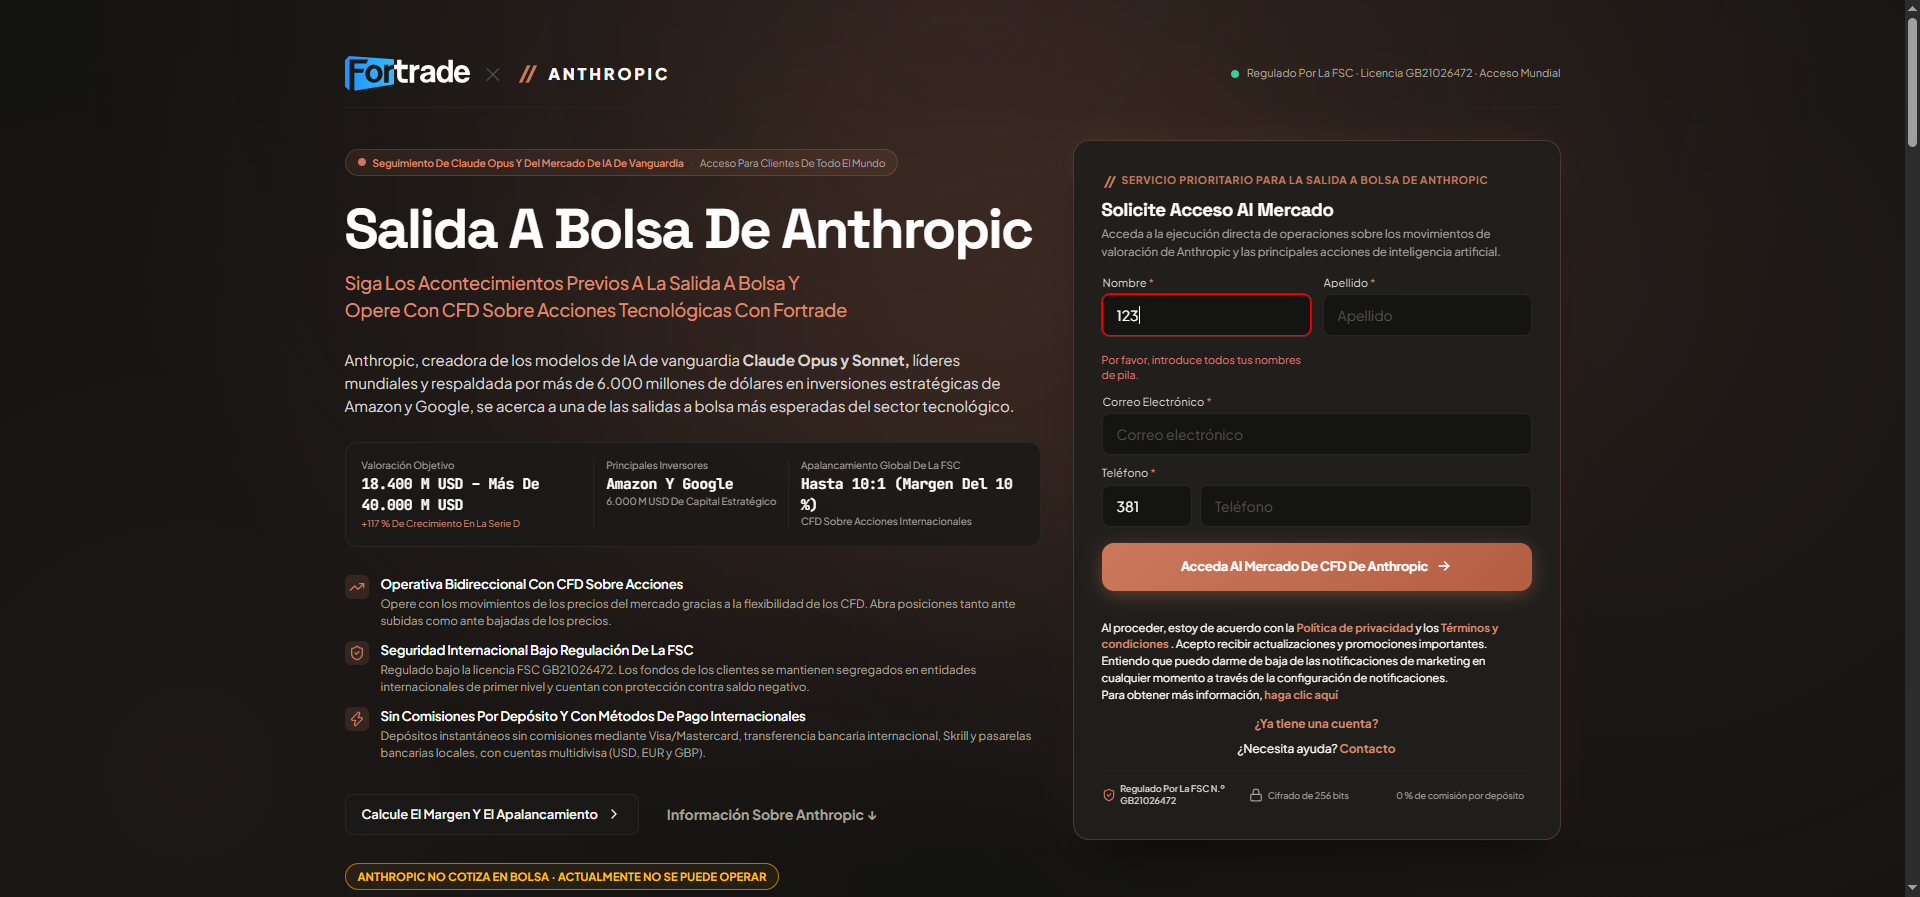 Fortrade × // ANTHROPIC
Regulado Por La FSC · Licencia GB21026472 · Acceso Mundial
Seguimiento De Claude Opus Y Del Mercado De IA De Vanguardia · Acceso Para Clientes De Todo El Mundo
Salida A Bolsa De Anthropic
Siga Los Acontecimientos Previos A La Salida A Bolsa Y
Opere Con CFD Sobre Acciones Tecnológicas Con Fortrade
Anthropic, creadora de los modelos de IA de vanguardia Claude Opus y Sonnet, líderes
mundiales y respaldada por más de 6.000 millones de dólares en inversiones estratégicas de
Amazon y Google, se acerca a una de las salidas a bolsa más esperadas del sector tecnológico.
Valoración Objetivo
18.400 M USD – Más De
40.000 M USD
+117 % De Crecimiento En La Serie D
Principales Inversores
Amazon Y Google
6.000 M USD De Capital Estratégico
Apalancamiento Global De La FSC
Hasta 10:1 (Margen Del 10
%)
CFD Sobre Acciones Internacionales
Operativa Bidireccional Con CFD Sobre Acciones
Opere con los movimientos de los precios del mercado gracias a la flexibilidad de los CFD. Abra posiciones tanto ante
subidas como ante bajadas de los precios.
Seguridad Internacional Bajo Regulación De La FSC
Regulado bajo la licencia FSC GB21026472. Los fondos de los clientes se mantienen segregados en entidades
internacionales de primer nivel y cuentan con protección contra saldo negativo.
Sin Comisiones Por Depósito Y Con Métodos De Pago Internacionales
Depósitos instantáneos sin comisiones mediante Visa/Mastercard, transferencia bancaria internacional, Skrill y pasarelas
bancarias locales, con cuentas multidivisa (USD, EUR y GBP).
Calcule El Margen Y El Apalancamiento >
Información Sobre Anthropic ↓
ANTHROPIC NO COTIZA EN BOLSA · ACTUALMENTE NO SE PUEDE OPERAR
// SERVICIO PRIORITARIO PARA LA SALIDA A BOLSA DE ANTHROPIC
Solicite Acceso Al Mercado
Acceda a la ejecución directa de operaciones sobre los movimientos de
valoración de Anthropic y las principales acciones de inteligencia artificial.
Nombre *
Apellido *
123
Apellido
Por favor, introduce todos tus nombres
de pila.
Correo Electrónico *
Correo electrónico
Teléfono *
381
Teléfono
Acceda Al Mercado De CFD De Anthropic →
Al proceder, estoy de acuerdo con la Política de privacidad y los Términos y
condiciones . Acepto recibir actualizaciones y promociones importantes.
Entiendo que puedo darme de baja de las notificaciones de marketing en
cualquier momento a través de la configuración de notificaciones.
Para obtener más información, haga clic aquí
¿Ya tiene una cuenta?
¿Necesita ayuda? Contacto
Regulado Por La FSC N.º
GB21026472
Cifrado de 256 bits
0 % de comisión por depósito